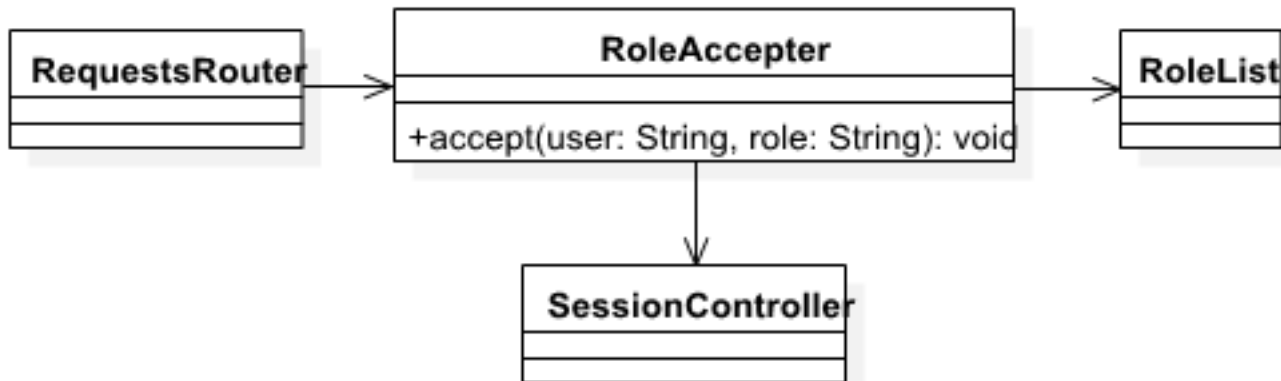 RequestsRouter
RoleAccepter
+accept(user: String, role: String): void
RoleList
SessionController